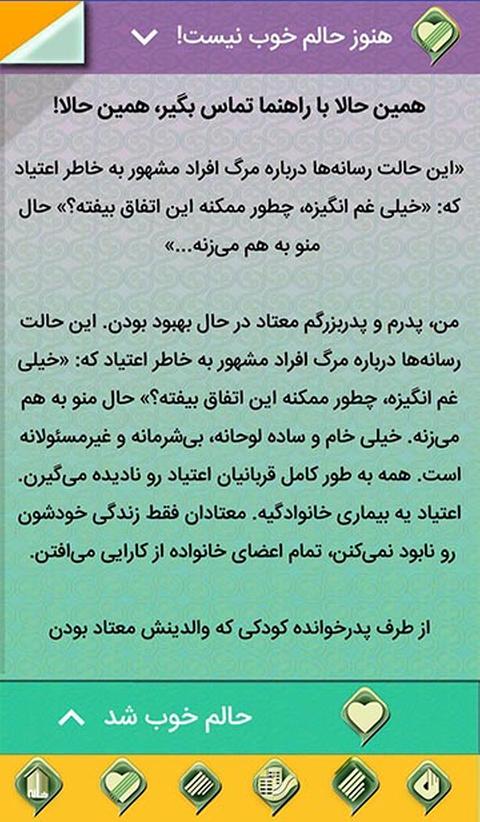 هنوز حالم خوب نیست!
همین حالا با راهنما تماس بگیر، همین حالا!
«این حالت رسانه‌ها درباره مرگ افراد مشهور به خاطر اعتیاد
که: «خیلی غم انگیزه، چطور ممکنه این اتفاق بیفته؟» حال
منو به هم می‌زنه...»
من، پدرم و پدربزرگم معتاد در حال بهبود بودن. این حالت
رسانه‌ها درباره مرگ افراد مشهور به خاطر اعتیاد که: «خیلی
غم انگیزه، چطور ممکنه این اتفاق بیفته؟» حال منو به هم
می‌زنه. خیلی خام و ساده لوحانه، بی‌شرمانه و غیرمسئولانه
است. همه به طور کامل قربانیان اعتیاد رو نادیده می‌گیرن.
اعتیاد یه بیماری خانوادگیه. معتادان فقط زندگی خودشون
رو نابود نمی‌کنن، تمام اعضای خانواده از کارایی می‌افتن.
از طرف پدرخوانده کودکی که والدینش معتاد بودن
حالم خوب شد
خانه